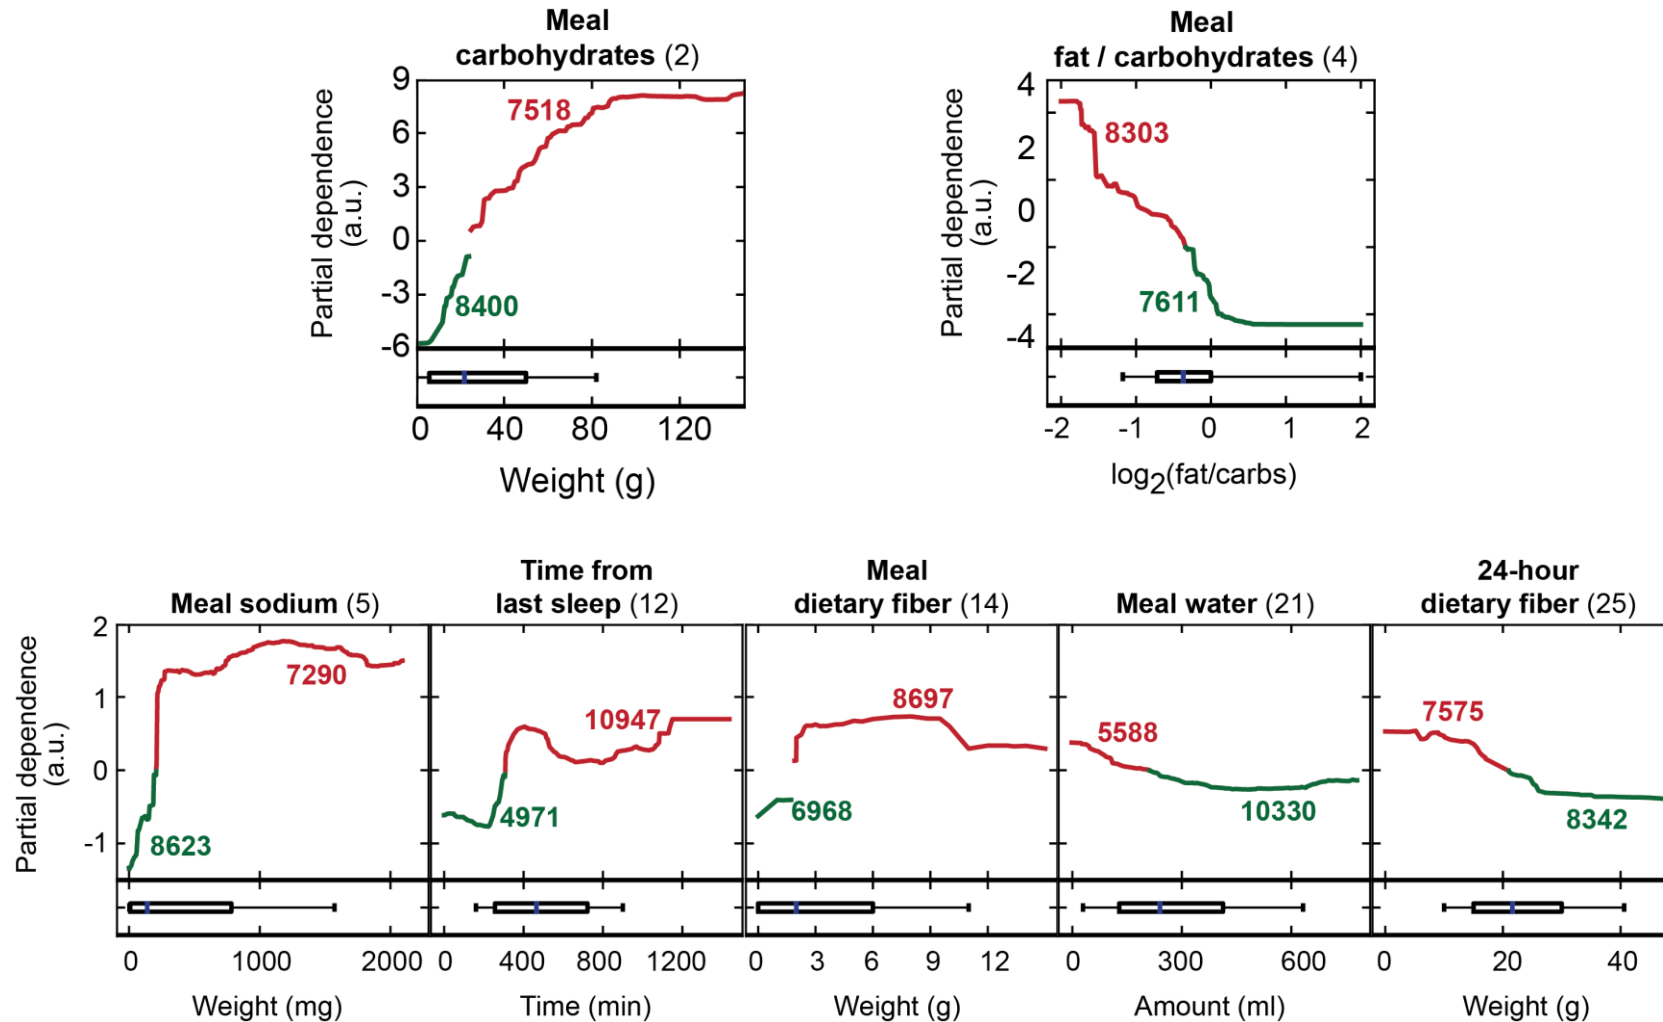 Meal
carbohydrates (2)
Partial dependence
(a.u.)
9
6
3
0
-3
-6
7518
8400
0 40 80 120
Weight (g)
Meal
fat / carbohydrates (4)
Partial dependence
(a.u.)
4
2
0
-2
-4
8303
7611
-2 -1 0 1 2
log2(fat/carbs)
Meal sodium (5)
Partial dependence
(a.u.)
2
1
0
-1
7290
8623
0 1000 2000
Weight (mg)
Time from
last sleep (12)
10947
4971
0 400 800 1200
Time (min)
Meal
dietary fiber (14)
8697
6968
0 3 6 9 12
Weight (g)
Meal water (21)
5588
10330
0 300 600
Amount (ml)
24-hour
dietary fiber (25)
7575
8342
0 20 40
Weight (g)